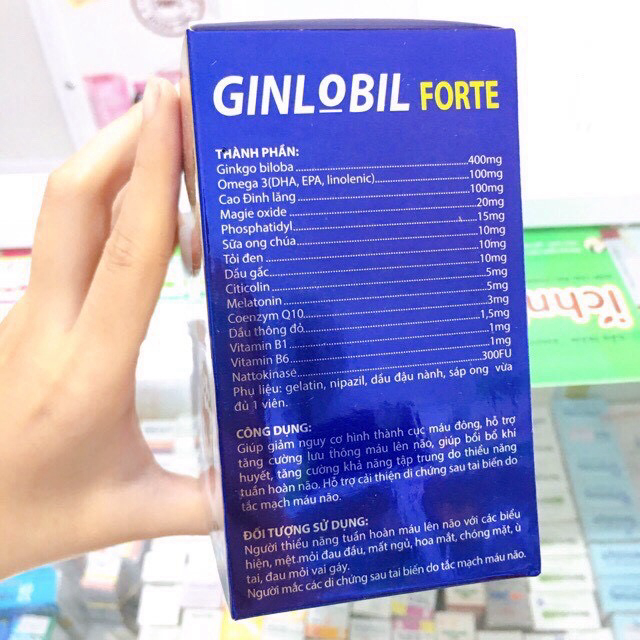 GINLOBIL FORTE
THÀNH PHẦN:
Ginkgo biloba 400mg
Omega 3(DHA, EPA, linolenic) 100mg
Cao Đinh lăng 100mg
Magie oxide 20mg
Phosphatidyl 15mg
Sữa ong chúa 10mg
Tỏi đen 10mg
Dầu gấc 10mg
Citicolin 5mg
Melatonin 5mg
Coenzym Q10 3mg
Dầu thông đỏ 1,5mg
Vitamin B1 1mg
Vitamin B6 1mg
Nattokinase 300FU
Phụ liệu: gelatin, nipazil, dầu đậu nành, sáp ong vừa
đủ 1 viên.
CÔNG DỤNG:
Giúp giảm nguy cơ hình thành cục máu đông, hỗ trợ
tăng cường lưu thông máu lên não, giúp bổi bổ khí
huyết, tăng cường khả năng tập trung do thiểu năng
tuần hoàn não. Hỗ trợ cải thiện di chứng sau tai biến do
tắc mạch máu não.
ĐỐI TƯỢNG SỬ DỤNG:
Người thiểu năng tuần hoàn máu lên não với các biểu
hiện, mệt mỏi đau đầu, mất ngủ, hoa mắt, chóng mặt, ù
tai, đau mỏi vai gáy.
Người mắc các di chứng sau tai biến do tắc mạch máu não.
ích